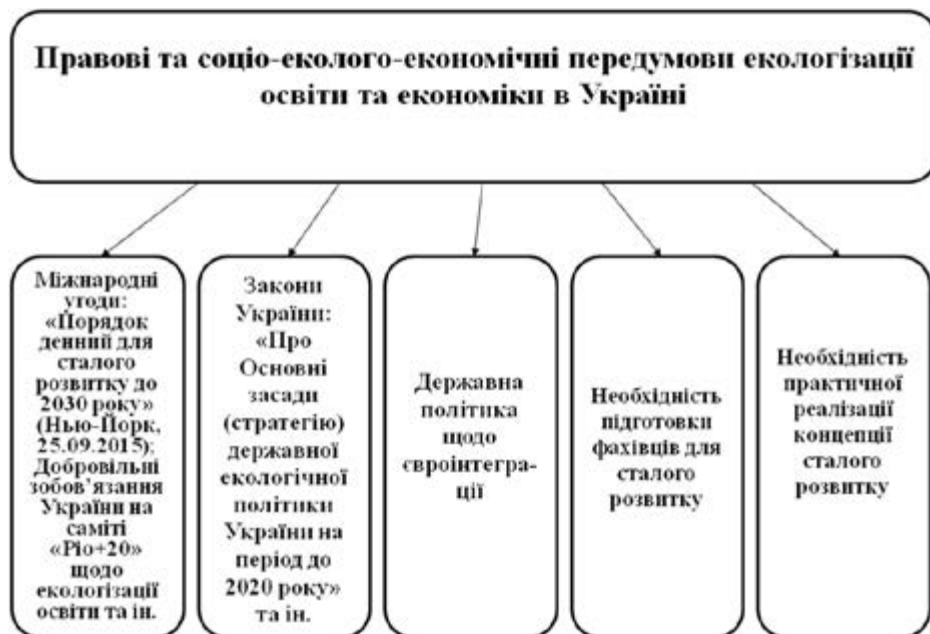 Правові та соціо-еколого-економічні передумови екологізації
освіти та економіки в Україні
Міжнародні
угоди:
«Порядок
денний для
сталого
розвитку до
2030 року»
(Нью-Йорк,
25.09.2015);
Добровільні
зобов’язання
України на
саміті
«Ріо+20»
щодо
екологізації
освіти та ін.
Закони
України:
«Про
Основні
засади
(стратегію)
державної
екологічної
політики
України на
період до
2020 року»
та ін.
Державна
політика
щодо
євроінтегра-
ції
Необхідність
підготовки
фахівців для
сталого
розвитку
Необхідність
практичної
реалізації
концепції
сталого
розвитку